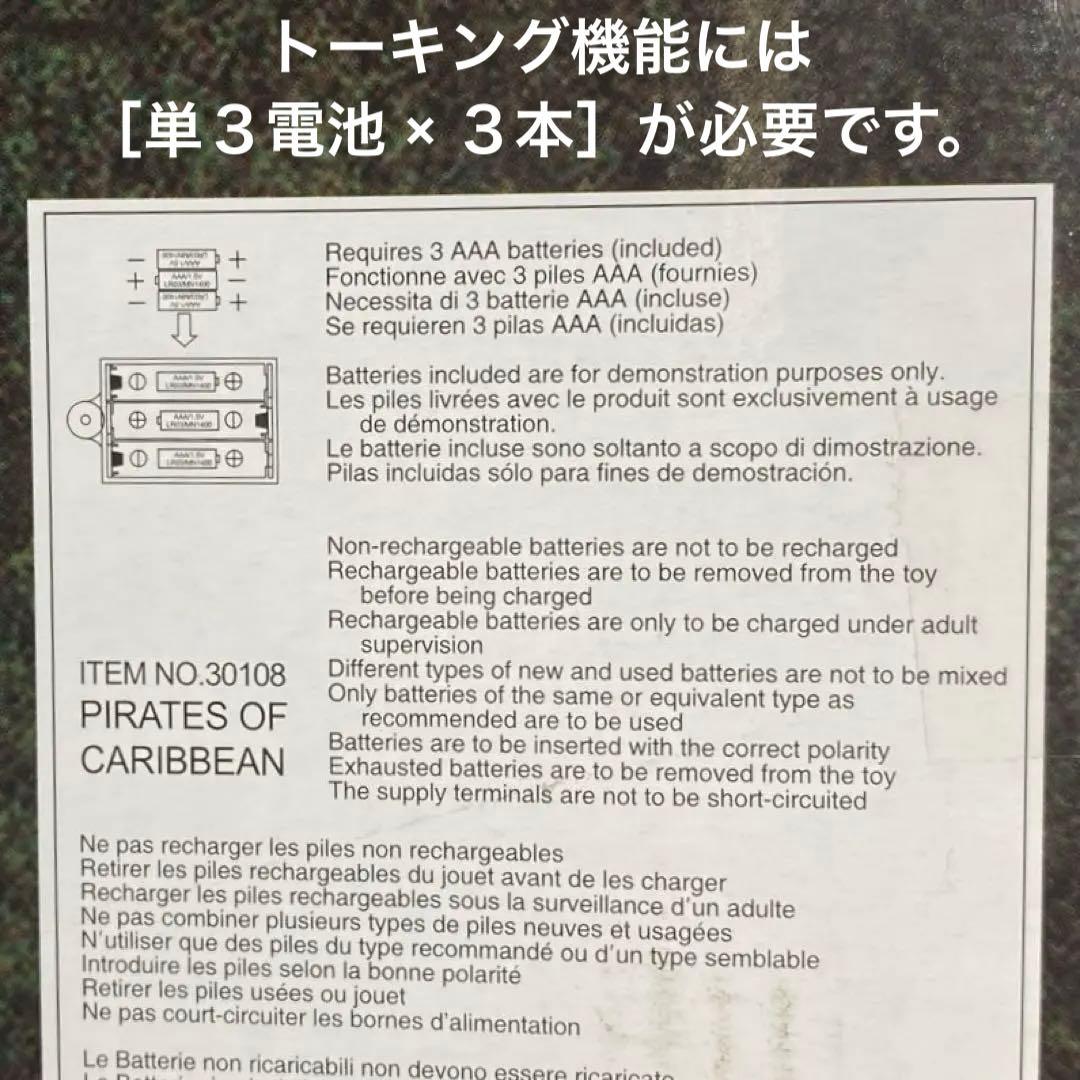 トーキング機能には
［単３電池 × ３本］が必要です。
Requires 3 AAA batteries (included)
Fonctionne avec 3 piles AAA (fournies)
Necessita di 3 batterie AAA (incluse)
Se requieren 3 pilas AAA (incluidas)
Batteries included are for demonstration purposes only.
Les piles livrées avec le produit sont exclusivement à usage
de démonstration.
Le batterie incluse sono soltanto a scopo di dimostrazione.
Pilas incluidas sólo para fines de demostración.
Non-rechargeable batteries are not to be recharged
Rechargeable batteries are to be removed from the toy
before being charged
Rechargeable batteries are only to be charged under adult
supervision
Different types of new and used batteries are not to be mixed
Only batteries of the same or equivalent type as
recommended are to be used
Batteries are to be inserted with the correct polarity
Exhausted batteries are to be removed from the toy
The supply terminals are not to be short-circuited
ITEM NO.30108
PIRATES OF
CARIBBEAN
Ne pas recharger les piles non rechargeables
Retirer les piles rechargeables du jouet avant de les charger
Recharger les piles rechargeables sous la surveillance d'un adulte
Ne pas combiner plusieurs types de piles neuves et usagées
N'utiliser que des piles du type recommandé ou d'un type semblable
Introduire les piles selon la bonne polarité
Retirer les piles usées ou jouet
Ne pas court-circuiter les bornes d'alimentation
Le Batterie non ricaricabili non devono essere ricaricate